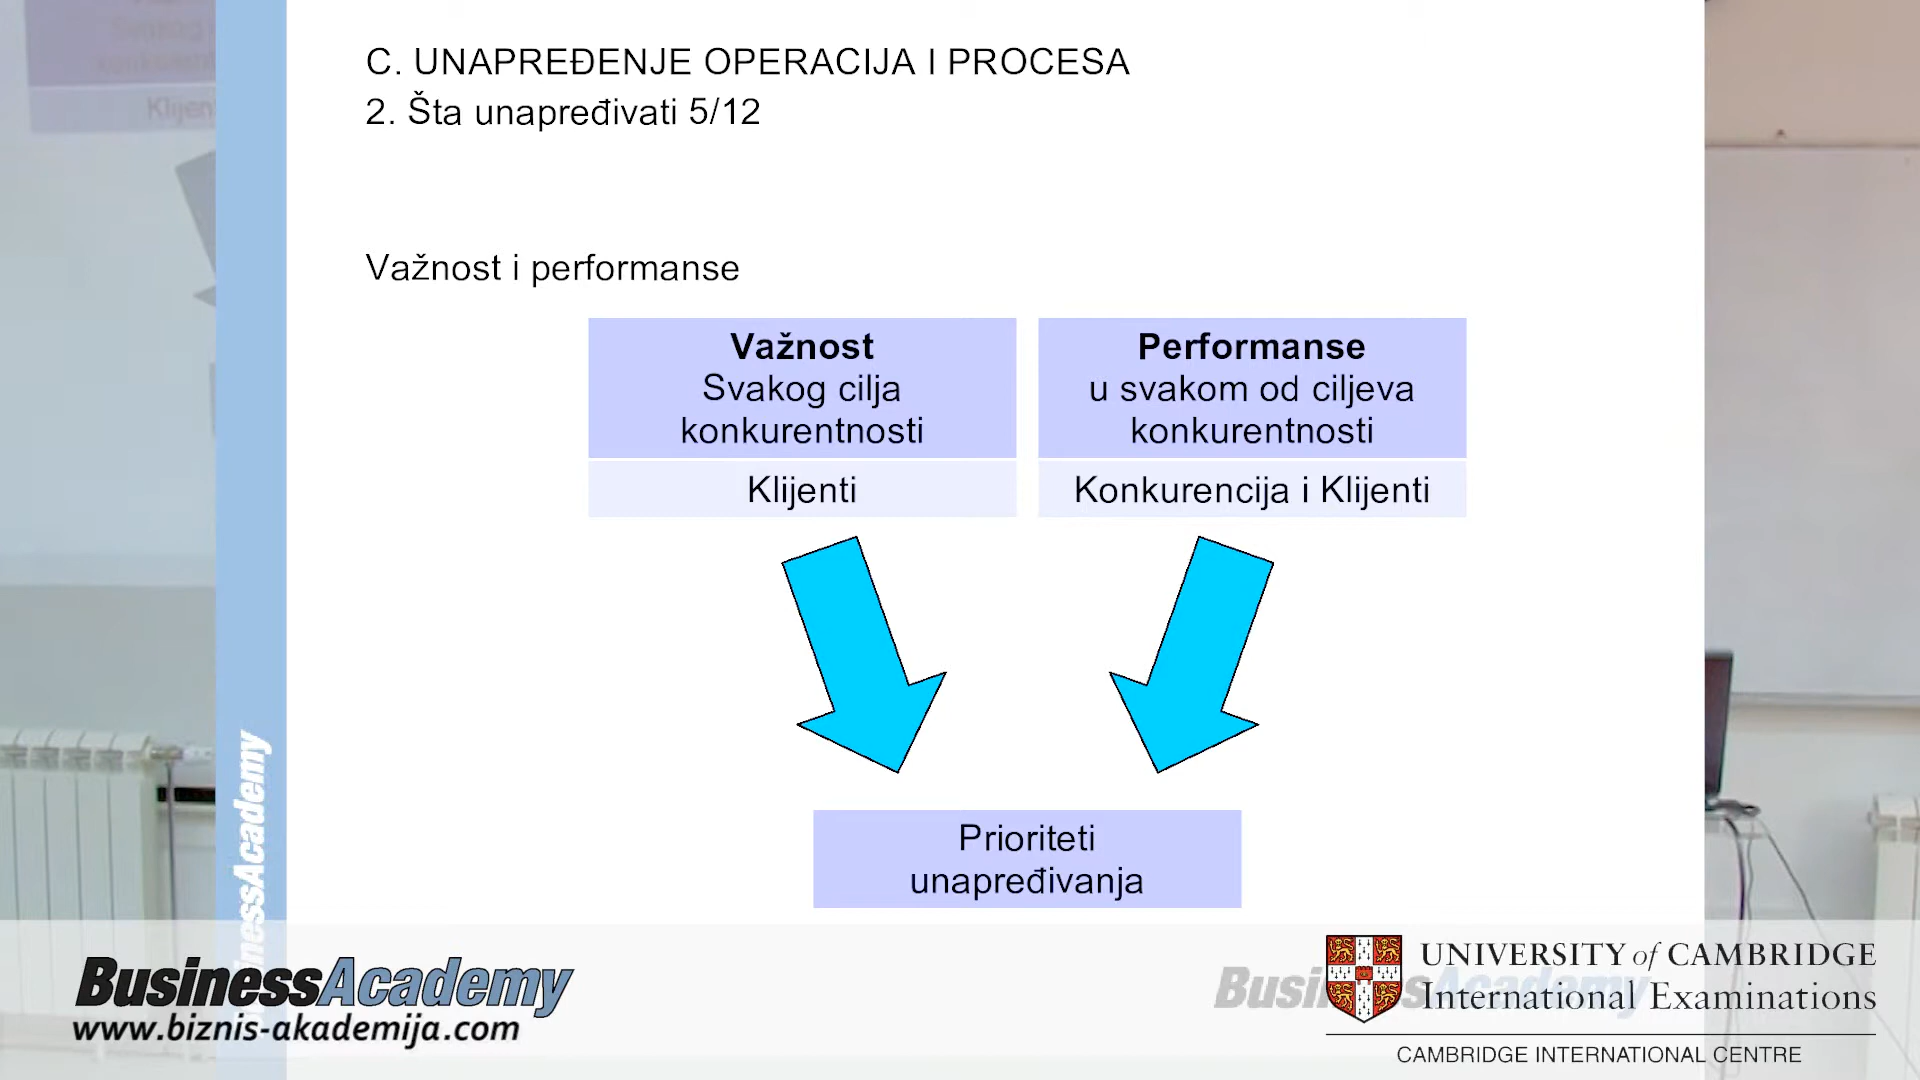 C. UNAPREĐENJE OPERACIJA I PROCESA
2. Šta unapređivati 5/12
Važnost i performanse
Važnost
Svakog cilja
konkurentnosti
Klijenti
Performanse
u svakom od ciljeva
konkurentnosti
Konkurencija i Klijenti
Prioriteti
unapređivanja
BusinessAcademy
www.biznis-akademija.com
UNIVERSITY of CAMBRIDGE
International Examinations
CAMBRIDGE INTERNATIONAL CENTRE